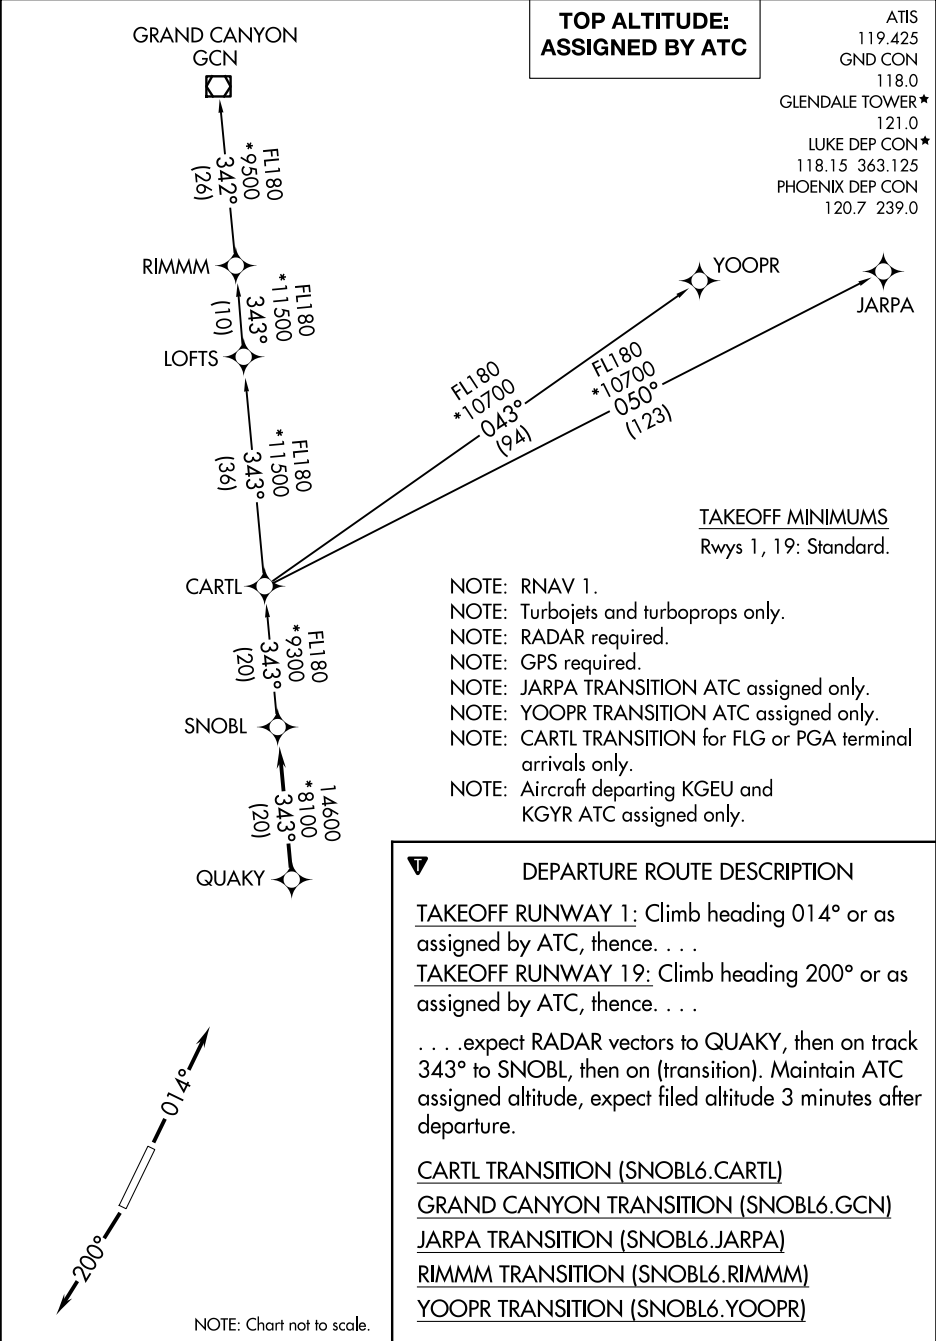 TOP ALTITUDE:
ASSIGNED BY ATC
ATIS
119.425
GND CON
118.0
GLENDALE TOWER★
121.0
LUKE DEP CON★
118.15 363.125
PHOENIX DEP CON
120.7 239.0
GRAND CANYON
GCN
FL180
*9500
342°
(26)
RIMMM
FL180
*11500
343°
(10)
LOFTS
YOOPR
JARPA
FL180
*10700
043°
(94)
FL180
*10700
050°
(123)
FL180
*11500
343°
(36)
CARTL
FL180
*9300
343°
(20)
SNOBL
14600
*8100
343°
(20)
QUAKY
TAKEOFF MINIMUMS
Rwys 1, 19: Standard.
NOTE: RNAV 1.
NOTE: Turbojets and turboprops only.
NOTE: RADAR required.
NOTE: GPS required.
NOTE: JARPA TRANSITION ATC assigned only.
NOTE: YOOPR TRANSITION ATC assigned only.
NOTE: CARTL TRANSITION for FLG or PGA terminal
arrivals only.
NOTE: Aircraft departing KGEU and
KGYR ATC assigned only.
T
DEPARTURE ROUTE DESCRIPTION
TAKEOFF RUNWAY 1: Climb heading 014° or as
assigned by ATC, thence. . . .
TAKEOFF RUNWAY 19: Climb heading 200° or as
assigned by ATC, thence. . . .
. . . .expect RADAR vectors to QUAKY, then on track
343° to SNOBL, then on (transition). Maintain ATC
assigned altitude, expect filed altitude 3 minutes after
departure.
CARTL TRANSITION (SNOBL6.CARTL)
GRAND CANYON TRANSITION (SNOBL6.GCN)
JARPA TRANSITION (SNOBL6.JARPA)
RIMMM TRANSITION (SNOBL6.RIMMM)
YOOPR TRANSITION (SNOBL6.YOOPR)
014°
200°
NOTE: Chart not to scale.